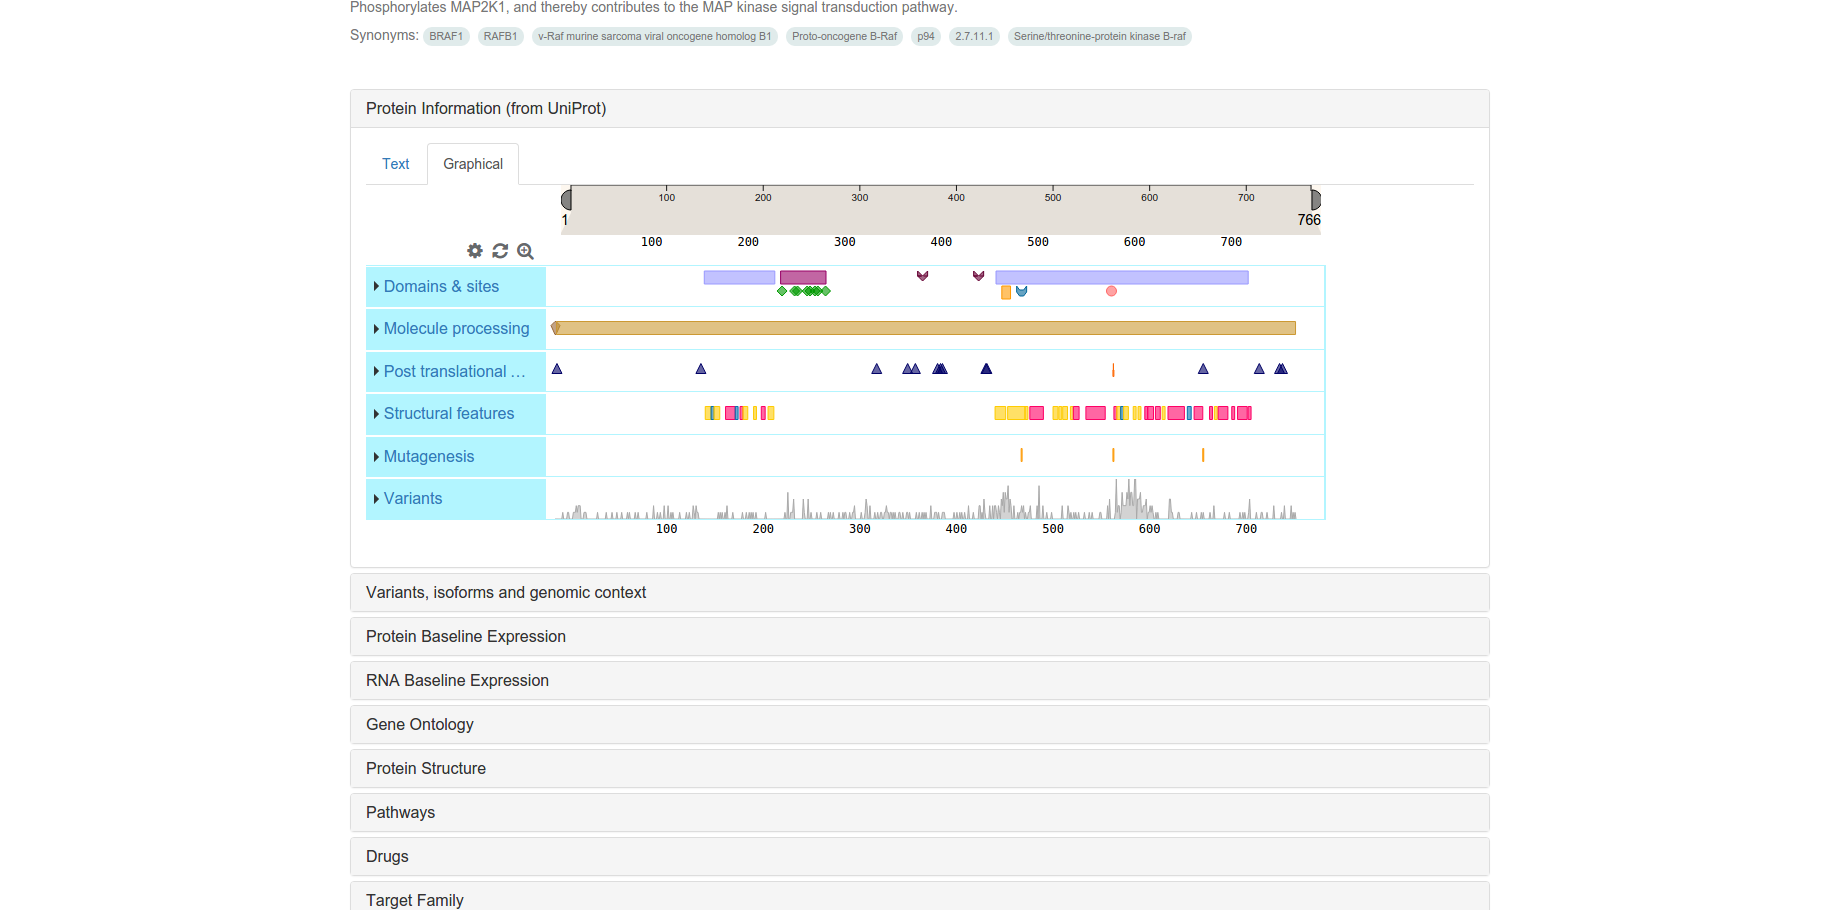 Phosphorylates MAP2K1, and thereby contributes to the MAP kinase signal transduction pathway.
Synonyms: BRAF1 RAFB1 v-Raf murine sarcoma viral oncogene homolog B1 Proto-oncogene B-Raf p94 2.7.11.1 Serine/threonine-protein kinase B-raf
Protein Information (from UniProt)
Text Graphical
100 200 300 400 500 600 700
1 766
100 200 300 400 500 600 700
Domains & sites
Molecule processing
Post translational ...
Structural features
Mutagenesis
Variants
100 200 300 400 500 600 700
Variants, isoforms and genomic context
Protein Baseline Expression
RNA Baseline Expression
Gene Ontology
Protein Structure
Pathways
Drugs
Target Family